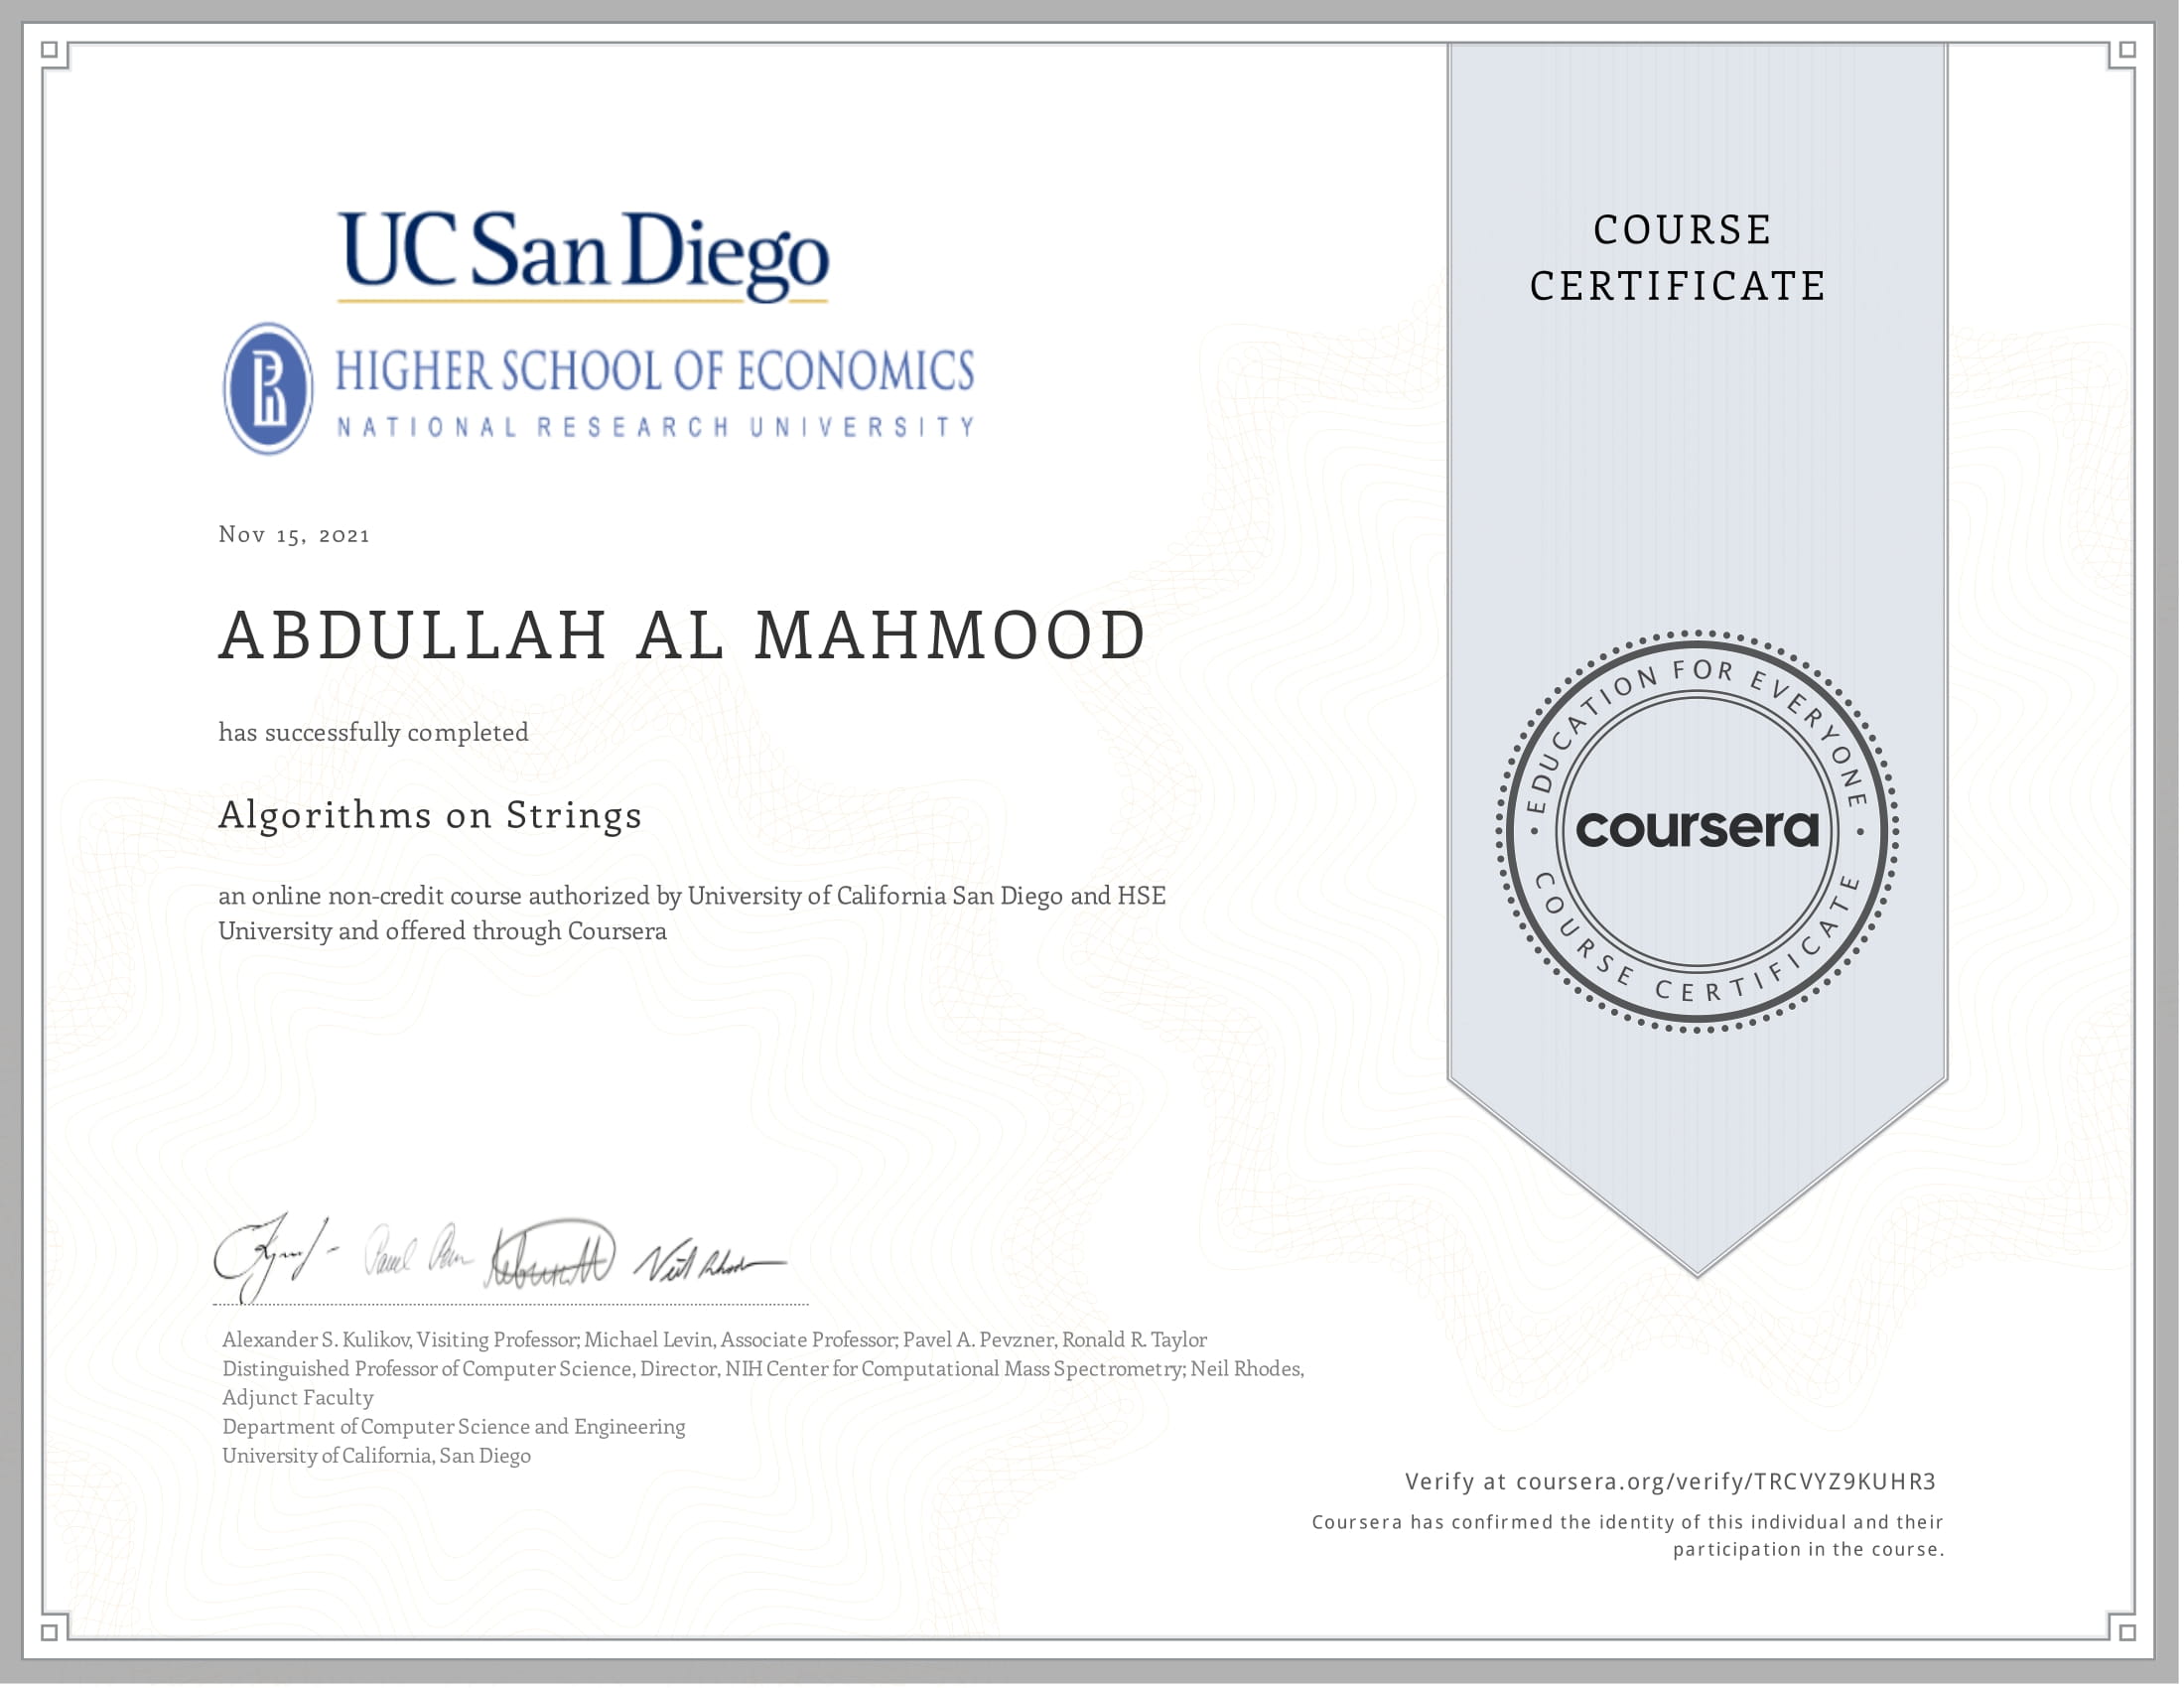 UC San Diego
HIGHER SCHOOL OF ECONOMICS
NATIONAL RESEARCH UNIVERSITY
Nov 15, 2021
ABDULLAH AL MAHMOOD
has successfully completed
Algorithms on Strings
an online non-credit course authorized by University of California San Diego and HSE
University and offered through Coursera
Neil Rhodes
Alexander S. Kulikov, Visiting Professor; Michael Levin, Associate Professor; Pavel A. Pevzner, Ronald R. Taylor
Distinguished Professor of Computer Science, Director, NIH Center for Computational Mass Spectrometry; Neil Rhodes,
Adjunct Faculty
Department of Computer Science and Engineering
University of California, San Diego
COURSE
CERTIFICATE
EDUCATION FOR EVERYONE
coursera
COURSE CERTIFICATE
Verify at coursera.org/verify/TRCVYZ9KUHR3
Coursera has confirmed the identity of this individual and their
participation in the course.